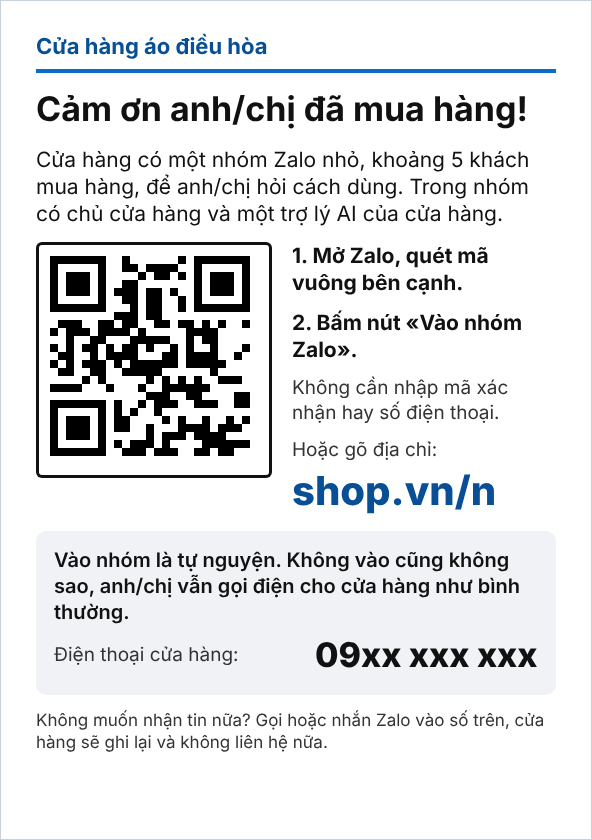 Cửa hàng áo điều hòa
Cảm ơn anh/chị đã mua hàng!
Cửa hàng có một nhóm Zalo nhỏ, khoảng 5 khách
mua hàng, để anh/chị hỏi cách dùng. Trong nhóm
có chủ cửa hàng và một trợ lý AI của cửa hàng.
1. Mở Zalo, quét mã
vuông bên cạnh.
2. Bấm nút «Vào nhóm
Zalo».
Không cần nhập mã xác
nhận hay số điện thoại.
Hoặc gõ địa chỉ:
shop.vn/n
Vào nhóm là tự nguyện. Không vào cũng không
sao, anh/chị vẫn gọi điện cho cửa hàng như bình
thường.
Điện thoại cửa hàng:
09xx xxx xxx
Không muốn nhận tin nữa? Gọi hoặc nhắn Zalo vào số trên, cửa
hàng sẽ ghi lại và không liên hệ nữa.